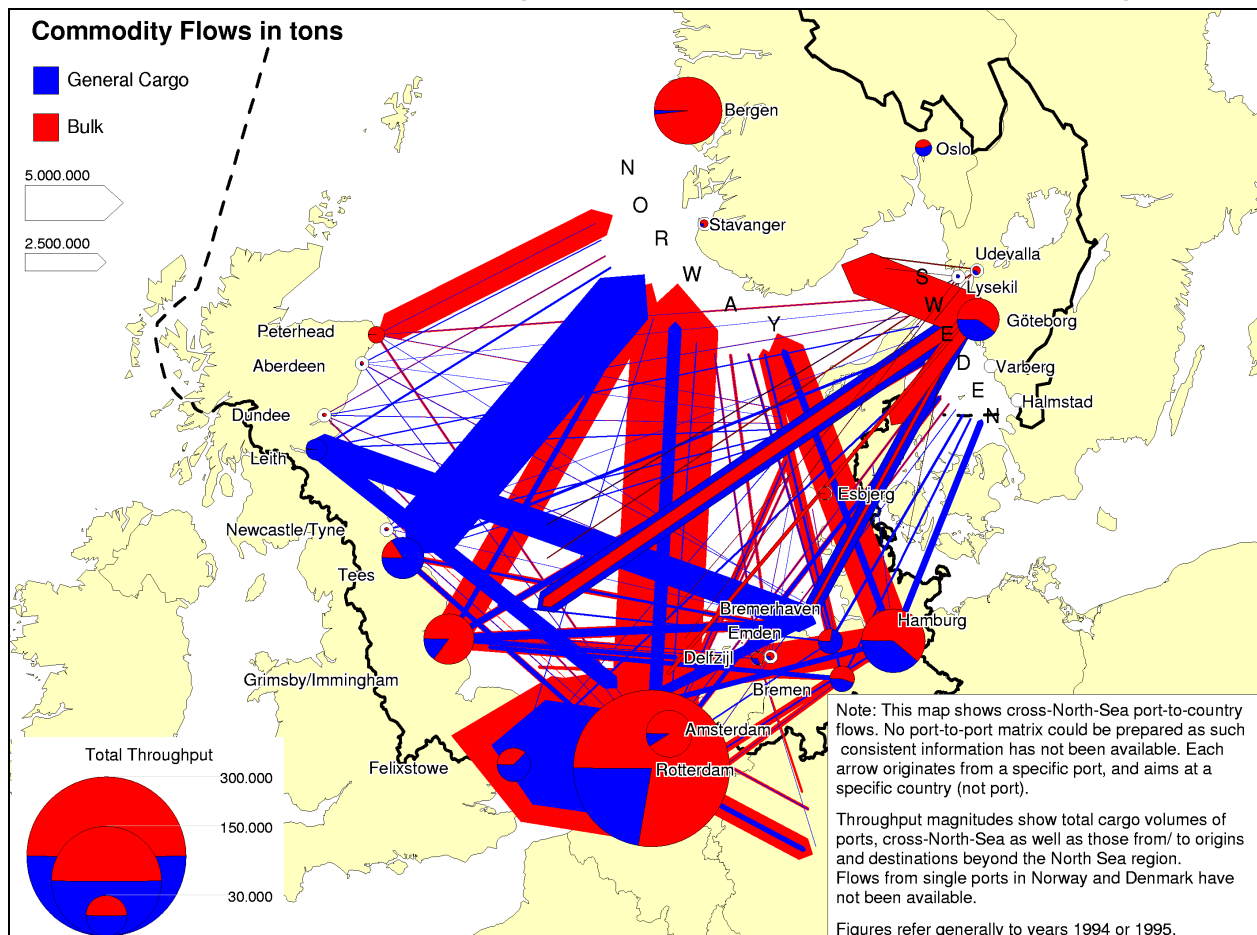 Commodity Flows in tons
General Cargo
Bulk
5.000.000
2.500.000
Bergen
Oslo
N
O
R
W
A
Y
Stavanger
Udevalla
Lysekil
Göteborg
S
W
E
D
E
N
Varberg
Halmstad
Peterhead
Aberdeen
Dundee
Leith
Newcastle/Tyne
Tees
Esbjerg
Bremerhaven
Hamburg
Emden
Delfzijl
Bremen
Grimsby/Immingham
Amsterdam
Felixstowe
Rotterdam
Total Throughput
300.000
150.000
30.000
Note: This map shows cross-North-Sea port-to-country
flows. No port-to-port matrix could be prepared as such
consistent information has not been available. Each
arrow originates from a specific port, and aims at a
specific country (not port).
Throughput magnitudes show total cargo volumes of
ports, cross-North-Sea as well as those from/ to origins
and destinations beyond the North Sea region.
Flows from single ports in Norway and Denmark have
not been available.
Figures refer generally to years 1994 or 1995.